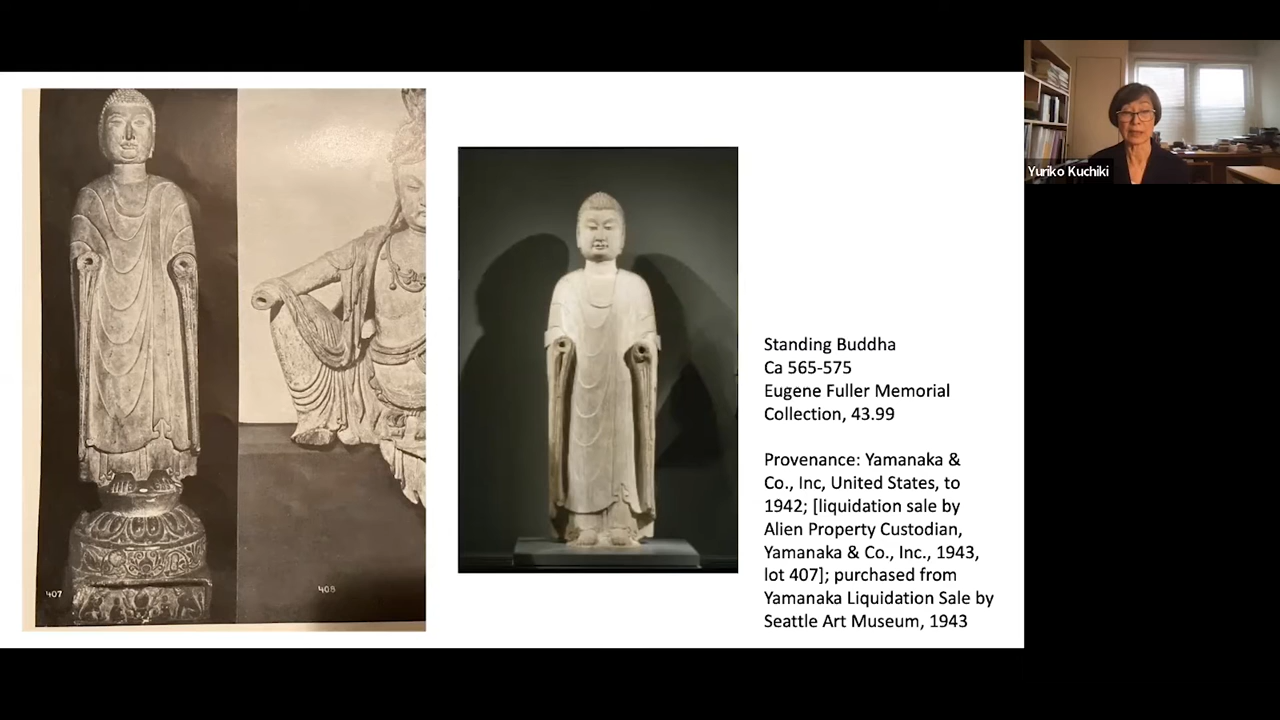 Yuriko Kuchiki
407
408
Standing Buddha
Ca 565-575
Eugene Fuller Memorial
Collection, 43.99
Provenance: Yamanaka &
Co., Inc, United States, to
1942; [liquidation sale by
Alien Property Custodian,
Yamanaka & Co., Inc., 1943,
lot 407]; purchased from
Yamanaka Liquidation Sale by
Seattle Art Museum, 1943